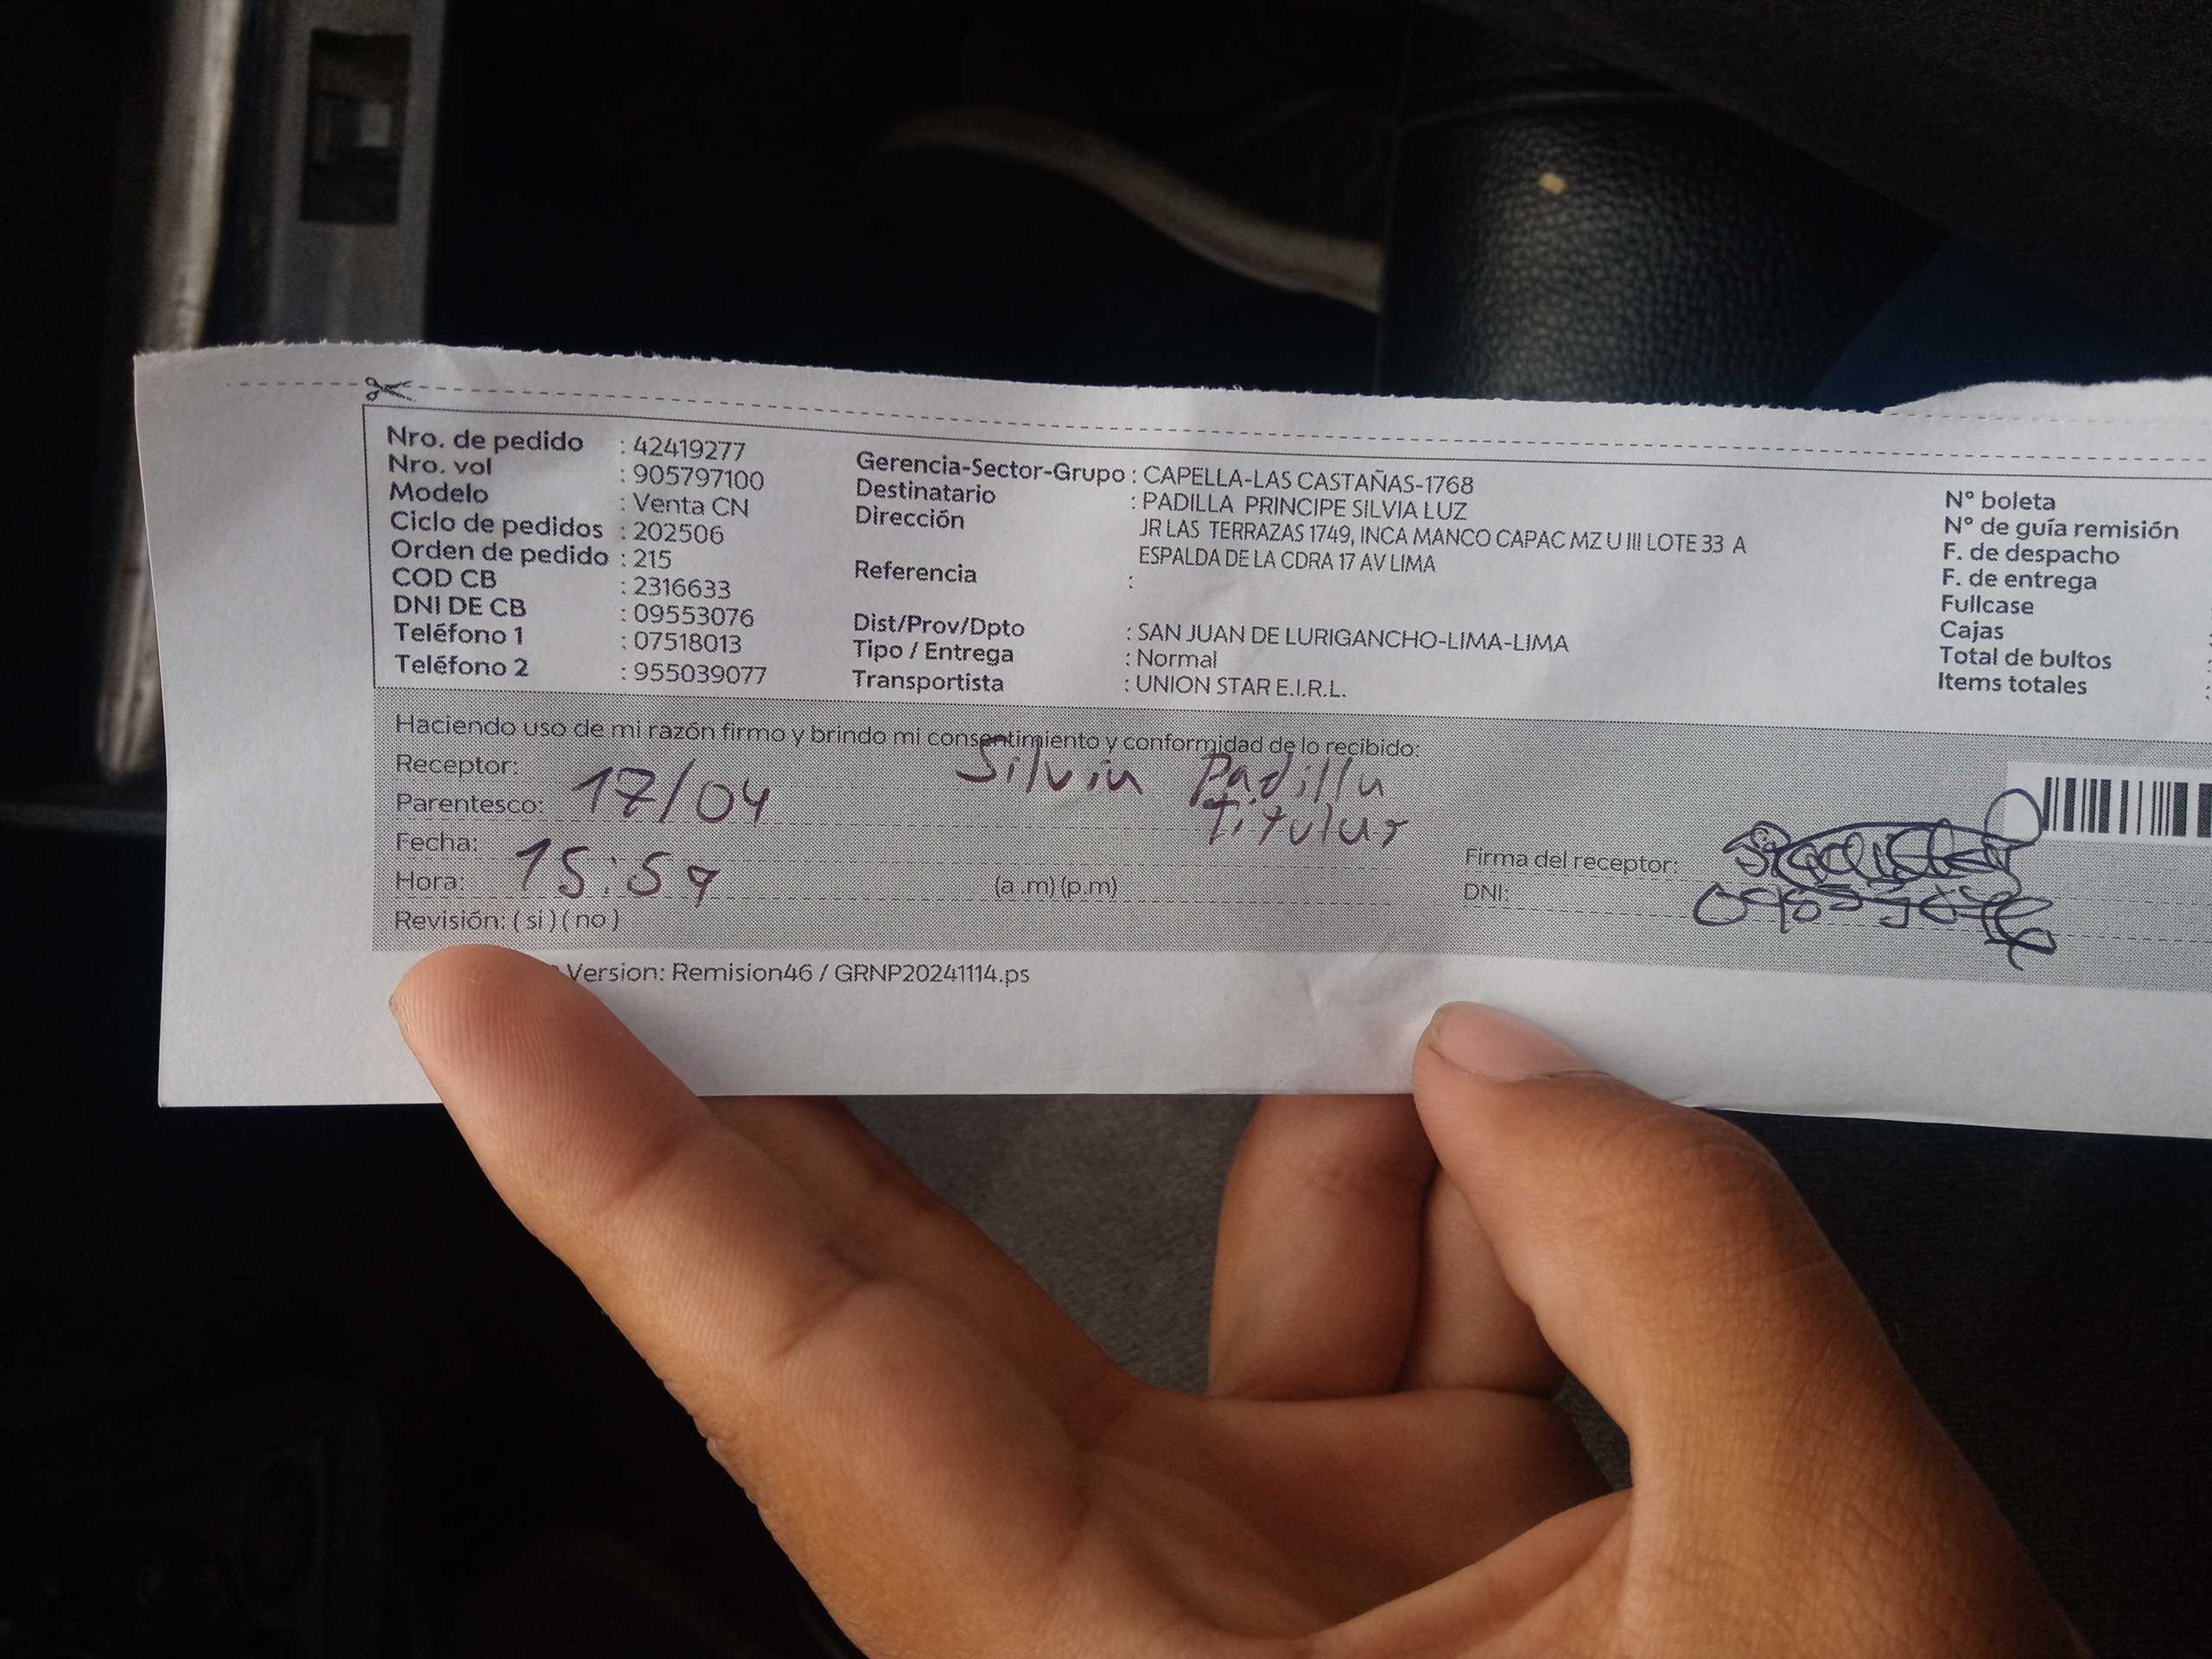 Nro. de pedido : 42419277
Nro. vol : 905797100
Modelo : Venta CN
Ciclo de pedidos : 202506
Orden de pedido : 215
COD CB : 2316633
DNI DE CB : 09553076
Teléfono 1 : 07518013
Teléfono 2 : 955039077
Gerencia-Sector-Grupo : CAPELLA-LAS CASTAÑAS-1768
Destinatario : PADILLA PRINCIPE SILVIA LUZ
Dirección JR LAS TERRAZAS 1749, INCA MANCO CAPAC MZ U III LOTE 33 A
ESPALDA DE LA CDRA 17 AV LIMA
Referencia :
Dist/Prov/Dpto : SAN JUAN DE LURIGANCHO-LIMA-LIMA
Tipo / Entrega : Normal
Transportista : UNION STAR E.I.R.L.
N° boleta
N° de guía remisión
F. de despacho
F. de entrega
Fullcase
Cajas
Total de bultos
Items totales
Haciendo uso de mi razón firmo y brindo mi consentimiento y conformidad de lo recibido:
Receptor: Silvia Padilla
Parentesco: 17/04 Titular
Fecha:
Hora: 15:59 (a.m) (p.m)
Revisión: ( si ) ( no )
Firma del receptor:
DNI:
Version: Remision46 / GRNP20241114.ps